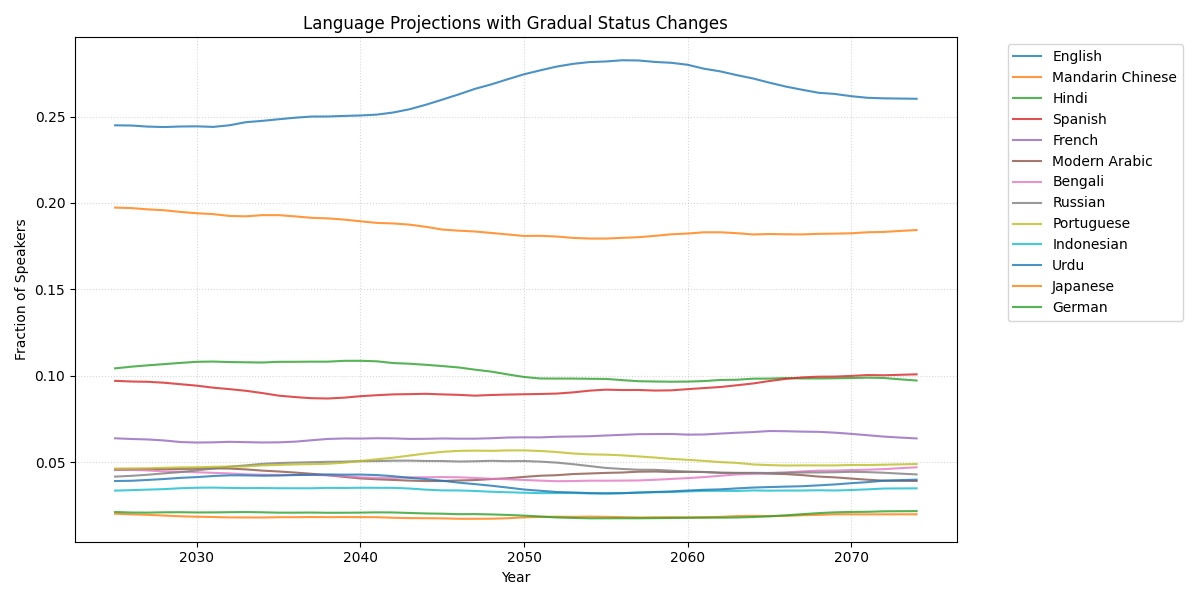 Language Projections with Gradual Status Changes
Fraction of Speakers
0.25
0.20
0.15
0.10
0.05
2030 2040 2050 2060 2070
Year
English
Mandarin Chinese
Hindi
Spanish
French
Modern Arabic
Bengali
Russian
Portuguese
Indonesian
Urdu
Japanese
German